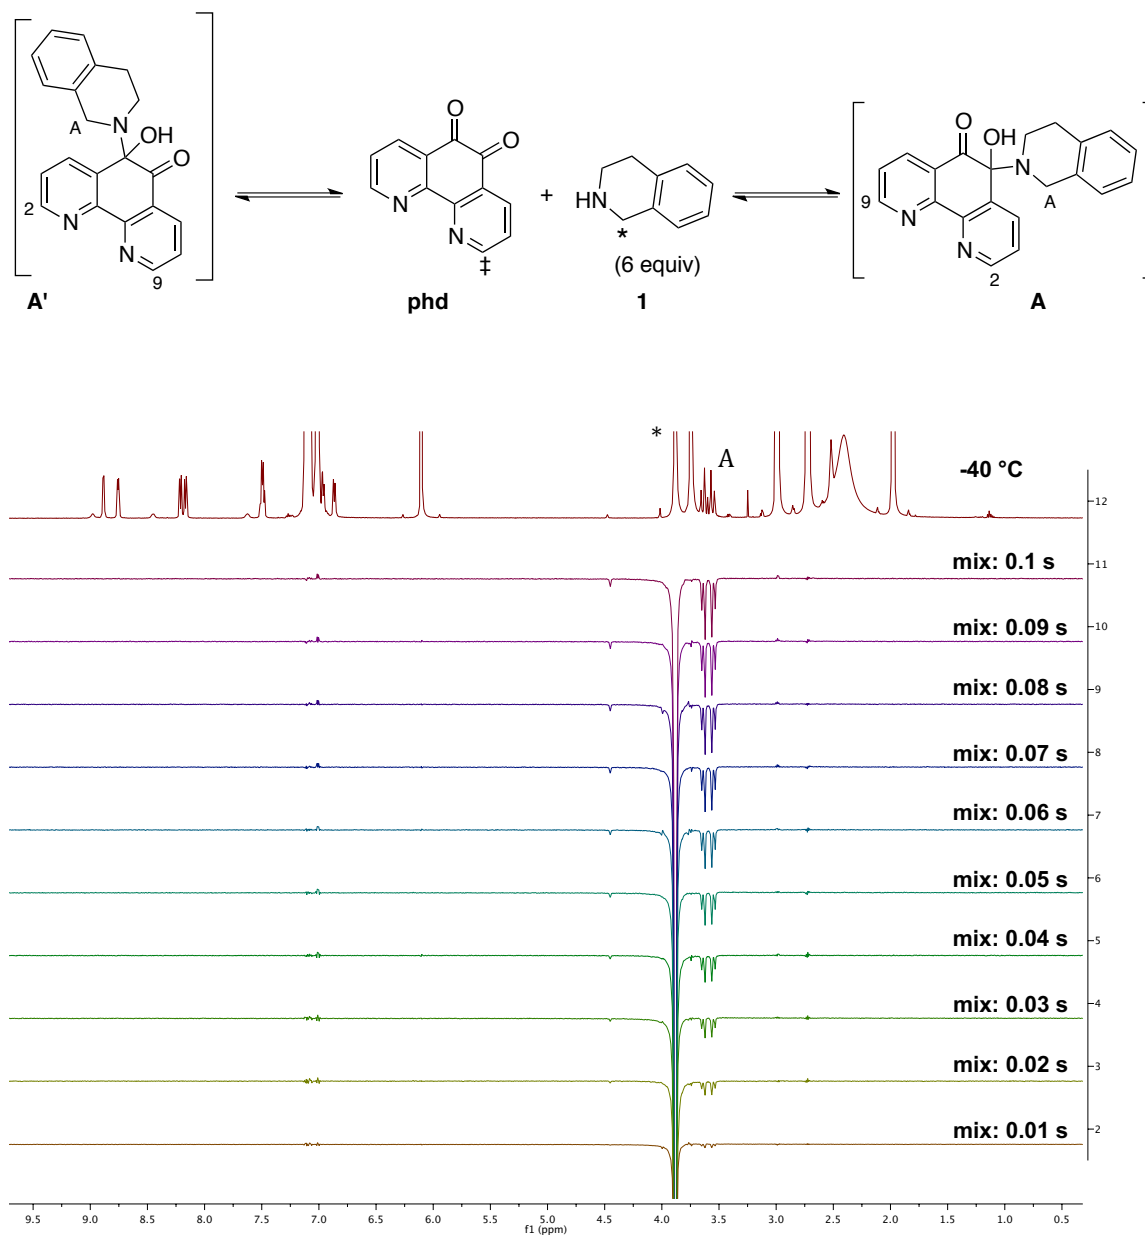 O
O
N
N
‡
phd
+
HN
*
(6 equiv)
1
A
N
OH
O
2
N
N
9
A'
O
OH
N
A
9
N
N
2
A
*
A
-40 °C
12
mix: 0.1 s
11
mix: 0.09 s
10
mix: 0.08 s
9
mix: 0.07 s
8
mix: 0.06 s
7
mix: 0.05 s
6
mix: 0.04 s
5
mix: 0.03 s
4
mix: 0.02 s
3
mix: 0.01 s
2
9.5 9.0 8.5 8.0 7.5 7.0 6.5 6.0 5.5 5.0 4.5 4.0 3.5 3.0 2.5 2.0 1.5 1.0 0.5
f1 (ppm)